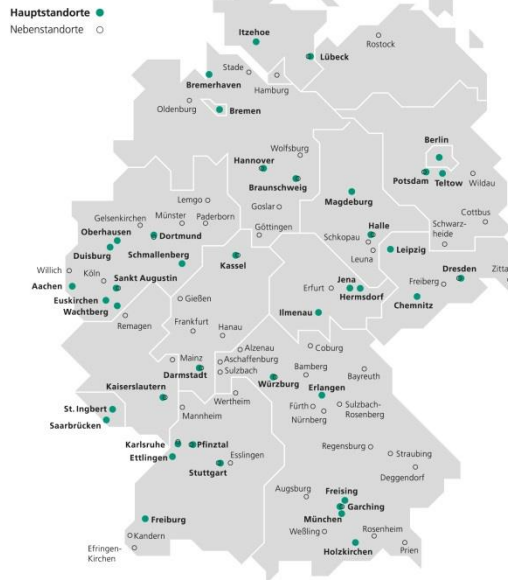 Hauptstandorte
Nebenstandorte
Itzehoe
Rostock
Lübeck
Stade
Bremerhaven
Hamburg
Oldenburg
Bremen
Wolfsburg
Berlin
Hannover
Potsdam
Teltow
Wildau
Braunschweig
Magdeburg
Lemgo
Goslar
Cottbus
Gelsenkirchen
Münster
Paderborn
Göttingen
Halle
Schwarz-
heide
Oberhausen
Dortmund
Schkopau
Leipzig
Duisburg
Schmallenberg
Kassel
Leuna
Willich
Köln
Sankt Augustin
Dresden
Zitta
Aachen
Erfurt
Jena
Freiberg
Euskirchen
Gießen
Hermsdorf
Chemnitz
Wachtberg
Ilmenau
Remagen
Frankfurt
Hanau
Coburg
Alzenau
Mainz
Aschaffenburg
Bamberg
Darmstadt
Sulzbach
Würzburg
Bayreuth
Kaiserslautern
Erlangen
Wertheim
Fürth
Sulzbach-
Rosenberg
St. Ingbert
Mannheim
Nürnberg
Saarbrücken
Karlsruhe
Pfinztal
Regensburg
Straubing
Ettlingen
Esslingen
Stuttgart
Deggendorf
Augsburg
Freising
Garching
Freiburg
München
Kandern
Weßling
Rosenheim
Efringen-
Kirchen
Holzkirchen
Prien